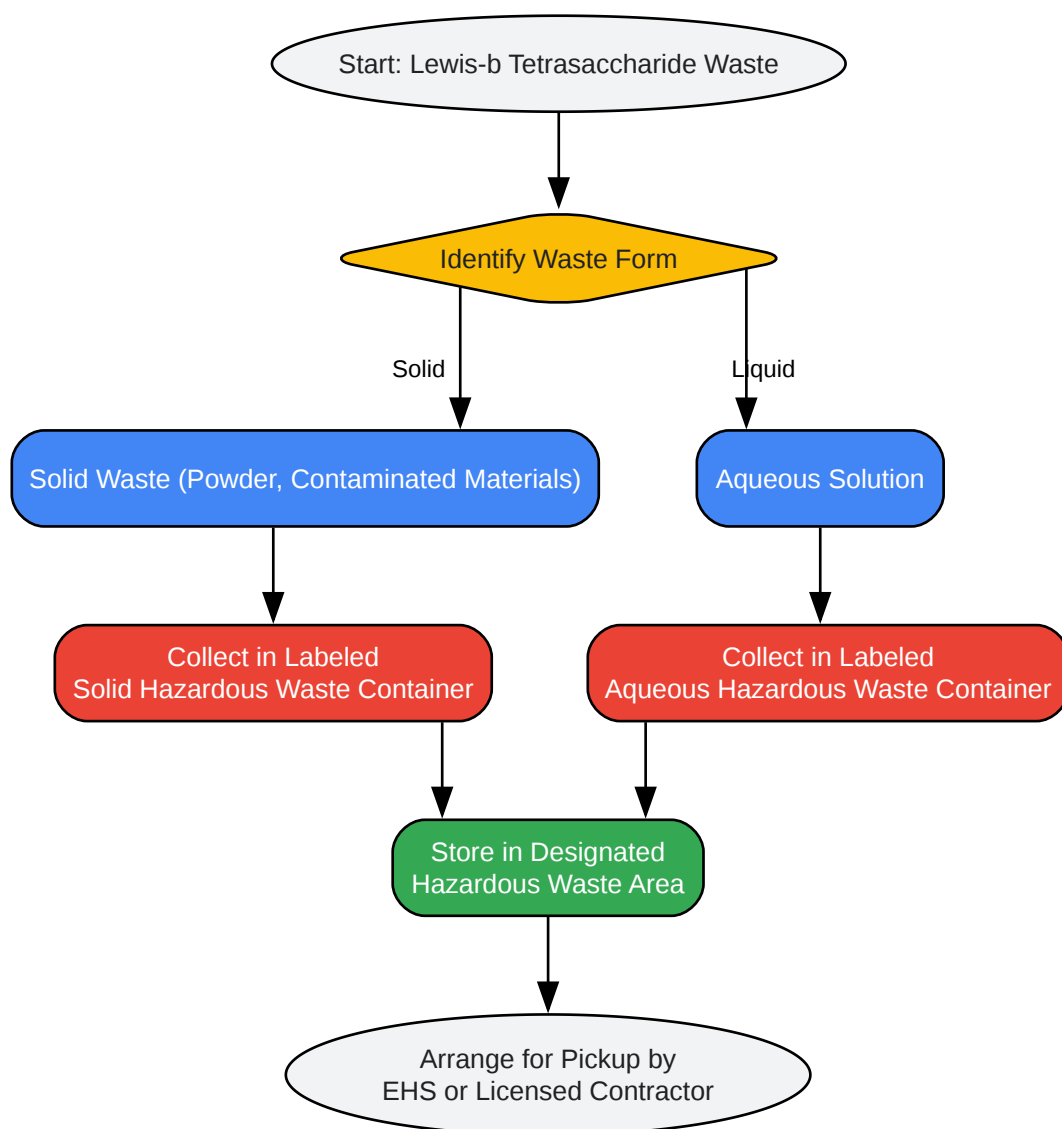 Start: Lewis-b Tetrasaccharide Waste
Identify Waste Form
Solid
Liquid
Solid Waste (Powder, Contaminated Materials)
Aqueous Solution
Collect in Labeled
Solid Hazardous Waste Container
Collect in Labeled
Aqueous Hazardous Waste Container
Store in Designated
Hazardous Waste Area
Arrange for Pickup by
EHS or Licensed Contractor